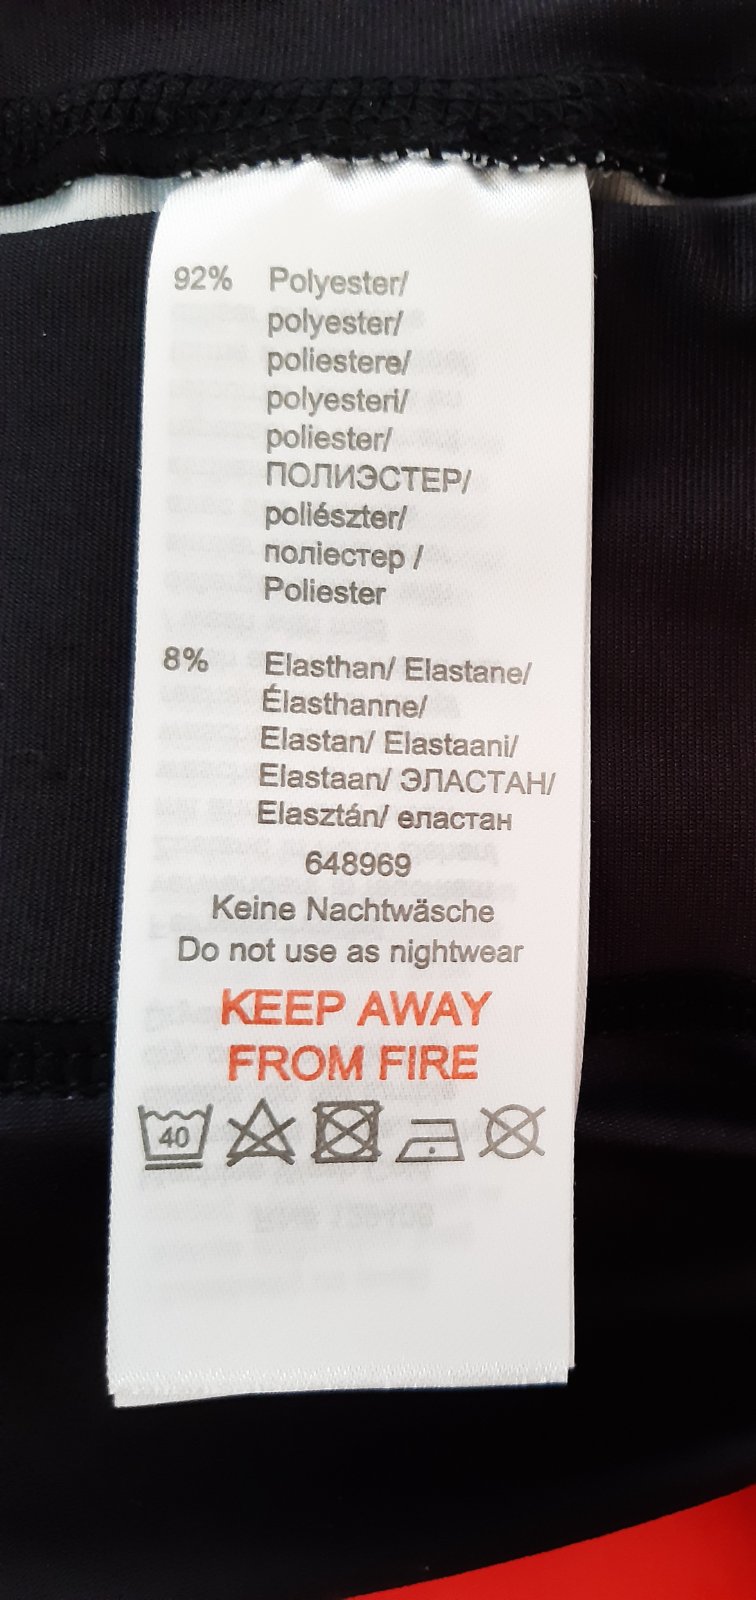 92% Polyester/
polyester/
poliestere/
polyesteri/
poliester/
ПОЛИЭСТЕР/
poliészter/
поліестер /
Poliester
8% Elasthan/ Elastane/
Élasthanne/
Elastan/ Elastaani/
Elastaan/ ЭЛАСТАН/
Elasztán/ еластан
648969
Keine Nachtwäsche
Do not use as nightwear
KEEP AWAY
FROM FIRE
40